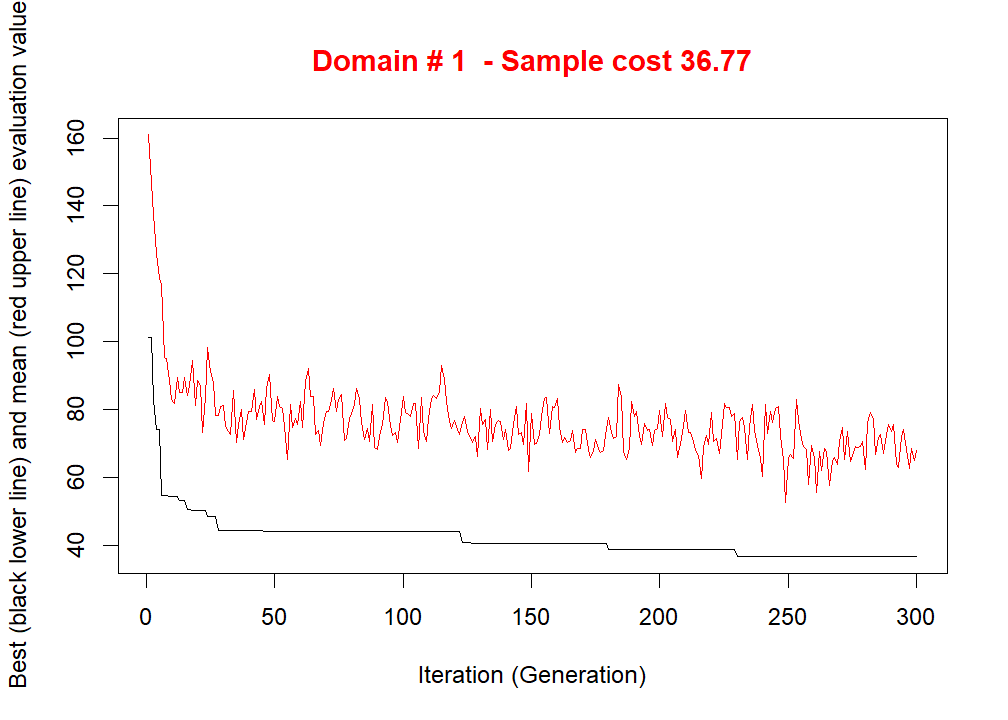 Domain # 1  - Sample cost 36.77
Best (black lower line) and mean (red upper line) evaluation value
160
140
120
100
80
60
40
0 50 100 150 200 250 300
Iteration (Generation)